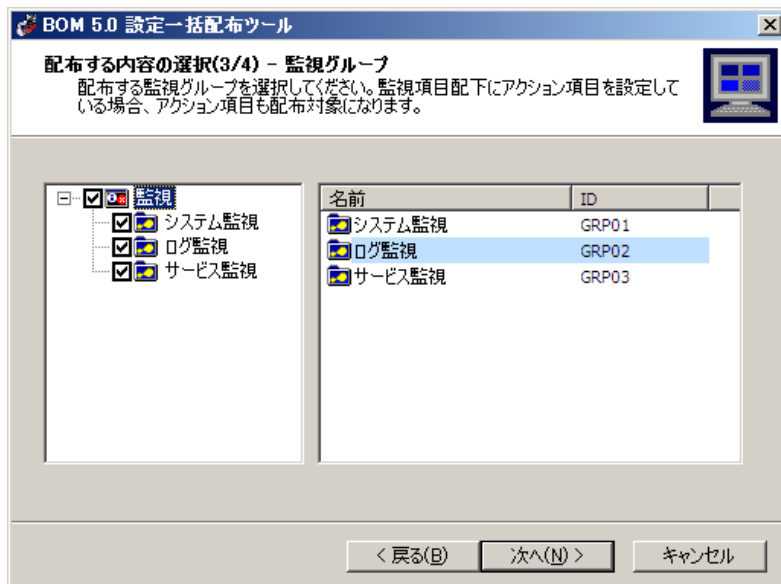 BOM 5.0 設定一括配布ツール
配布する内容の選択(3/4) - 監視グループ
配布する監視グループを選択してください。監視項目配下にアクション項目を設定して
いる場合、アクション項目も配布対象になります。
監視
システム監視
ログ監視
サービス監視
名前 ID
システム監視 GRP01
ログ監視 GRP02
サービス監視 GRP03
< 戻る(B) 次へ(N) > キャンセル